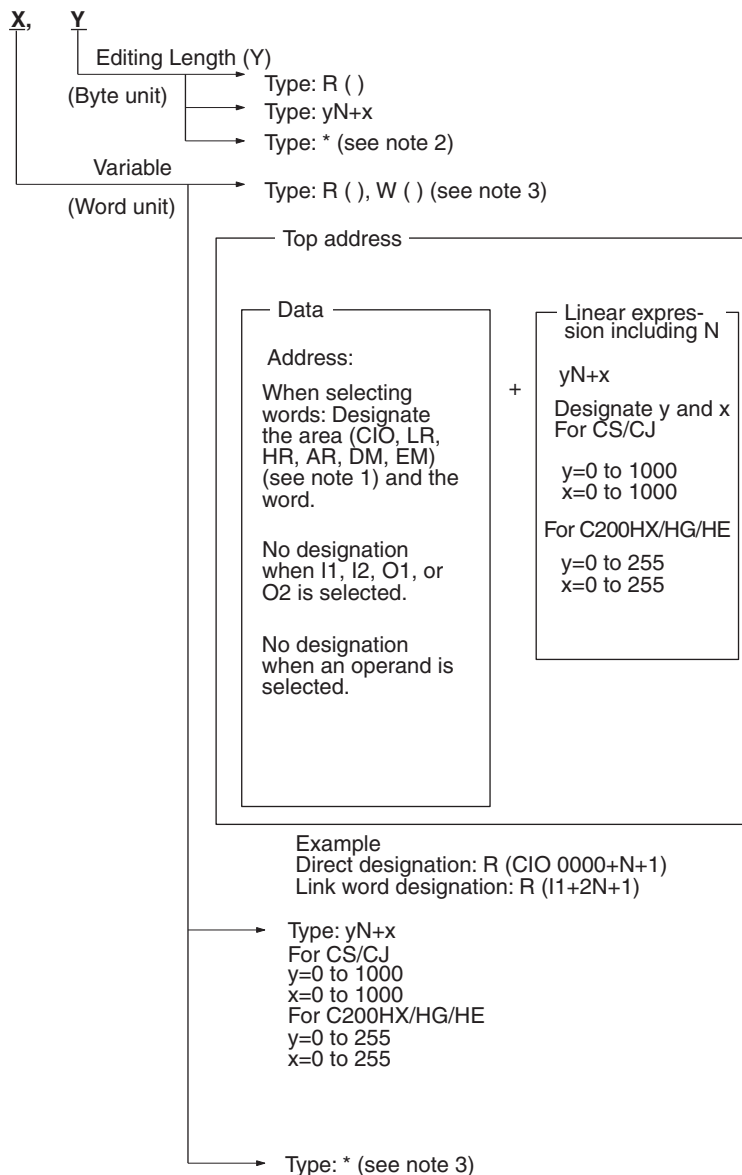 X, Y
Editing Length (Y)
(Byte unit)
Type: R ( )
Type: yN+x
Type: * (see note 2)
Variable
(Word unit)
Type: R ( ), W ( ) (see note 3)
Top address
Data
Address:
When selecting
words: Designate
the area (CIO, LR,
HR, AR, DM, EM)
(see note 1) and the
word.
No designation
when I1, I2, O1, or
O2 is selected.
No designation
when an operand is
selected.
+
Linear expres-
sion including N
yN+x
Designate y and x
For CS/CJ
y=0 to 1000
x=0 to 1000
For C200HX/HG/HE
y=0 to 255
x=0 to 255
Example
Direct designation: R (CIO 0000+N+1)
Link word designation: R (I1+2N+1)
Type: yN+x
For CS/CJ
y=0 to 1000
x=0 to 1000
For C200HX/HG/HE
y=0 to 255
x=0 to 255
Type: * (see note 3)